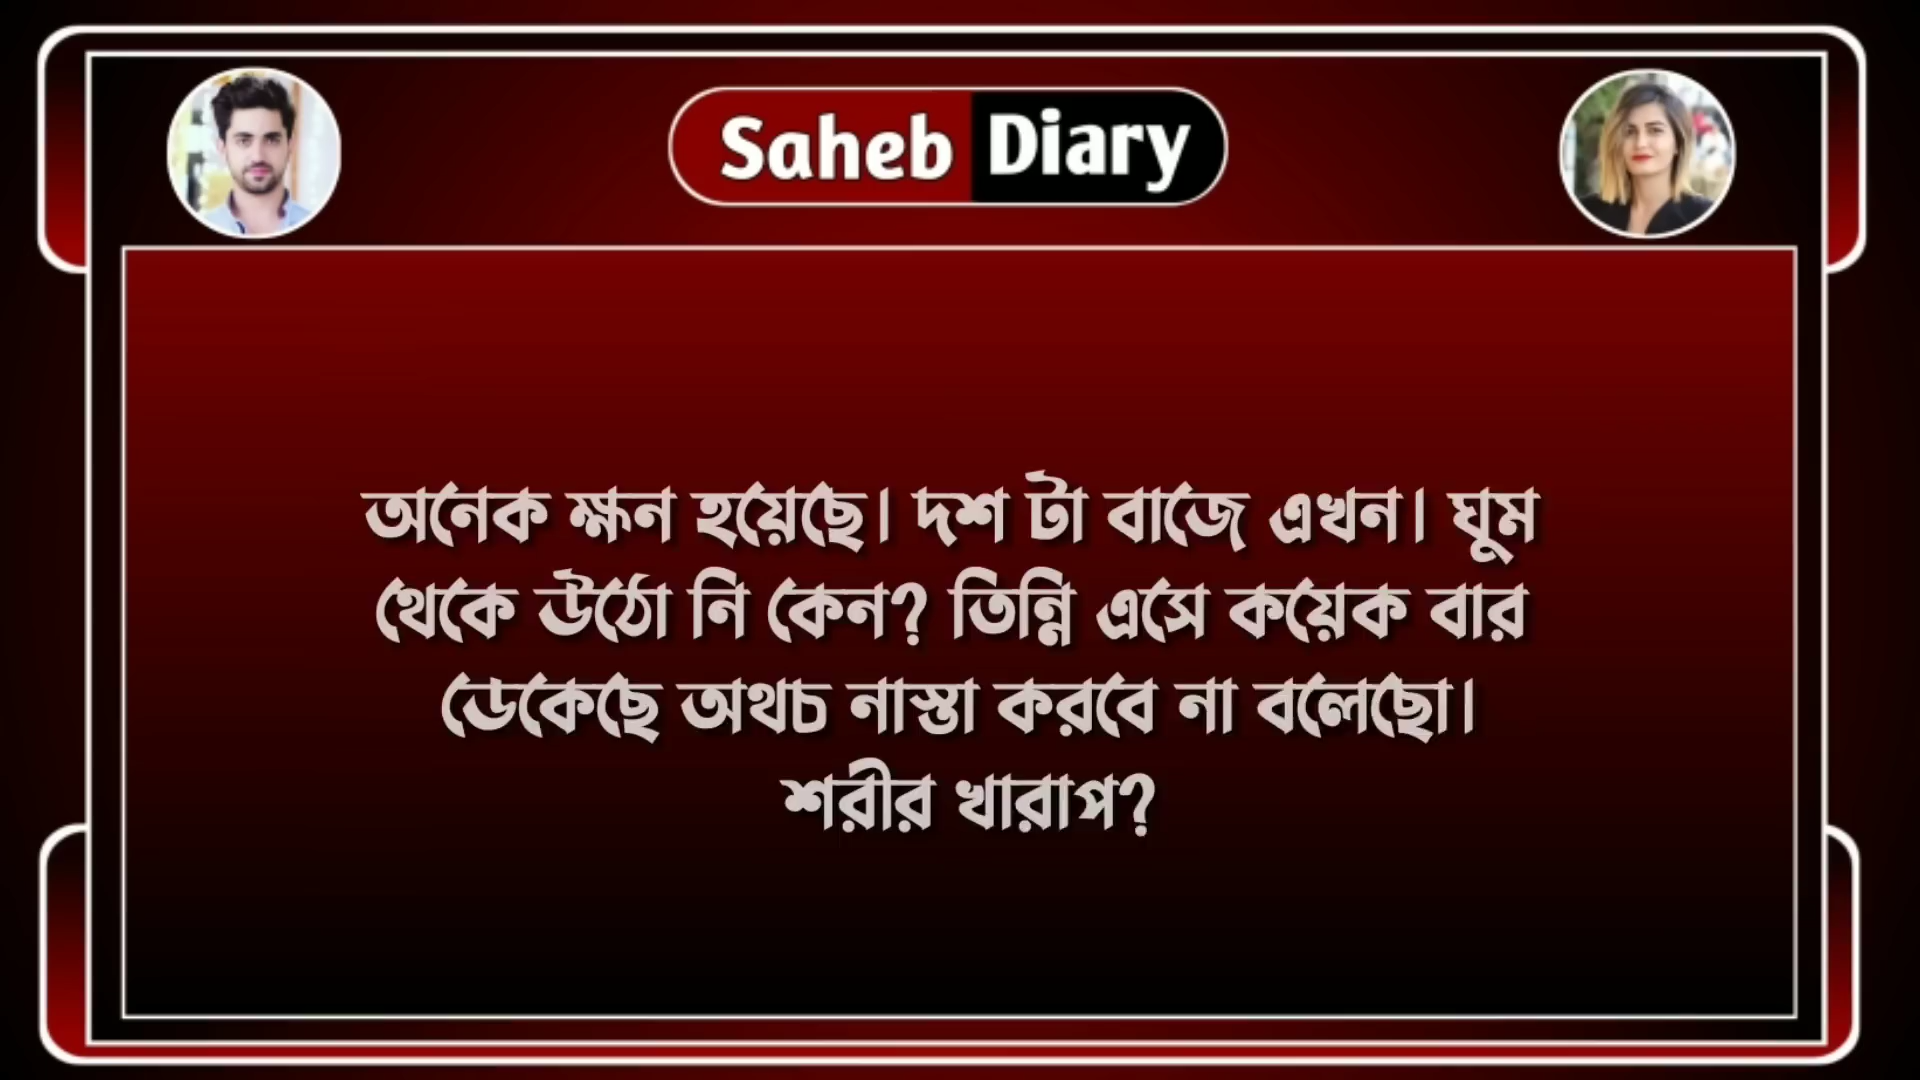 Saheb Diary
অনেক ক্ষন হয়েছে। দশ টা বাজে এখন। ঘুম
থেকে উঠো নি কেন? তিন্নি এসে কয়েক বার
ডেকেছে অথচ নাস্তা করবে না বলেছো।
শরীর খারাপ?